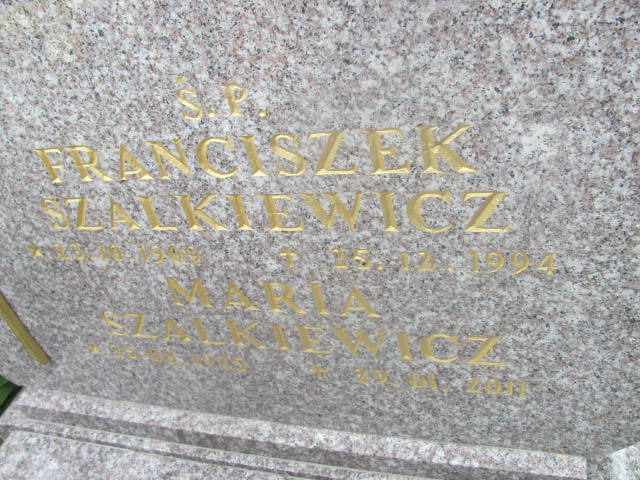 Ś.P.
FRANCISZEK
SZALKIEWICZ
✝ 25.12.1994
MARIA
SZALKIEWICZ
✝ 29.01.2011